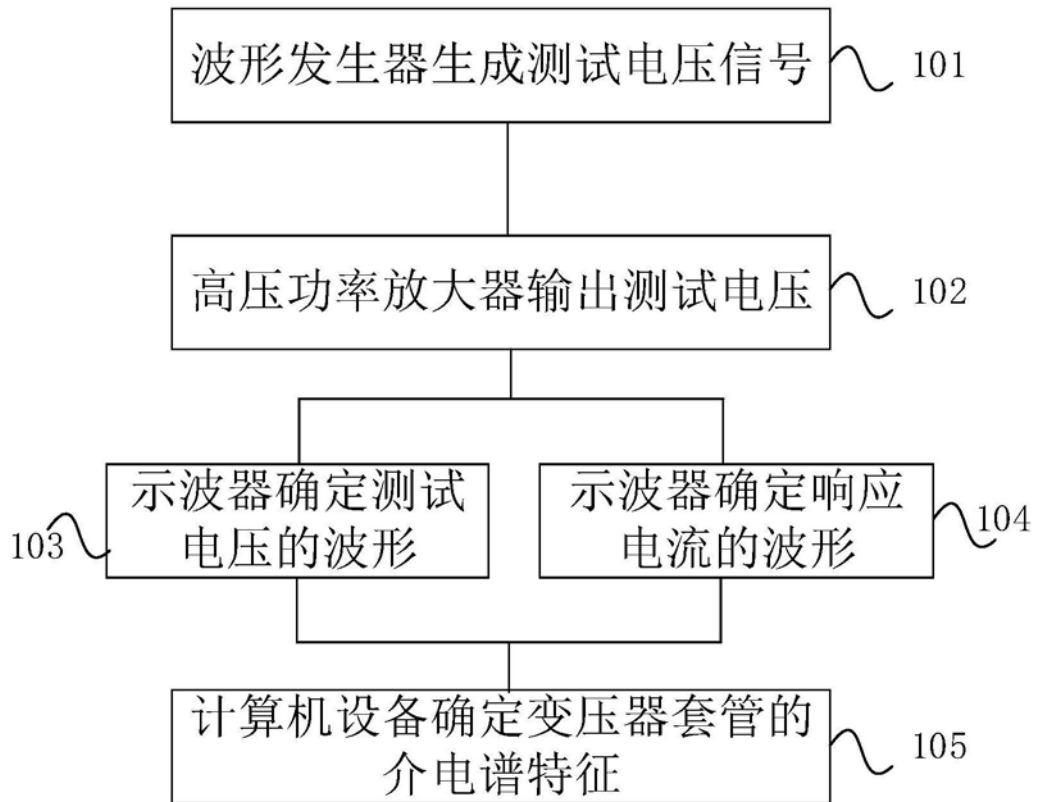 波形发生器生成测试电压信号
101
高压功率放大器输出测试电压
102
示波器确定测试
电压的波形
103
示波器确定响应
电流的波形
104
计算机设备确定变压器套管的
介电谱特征
105